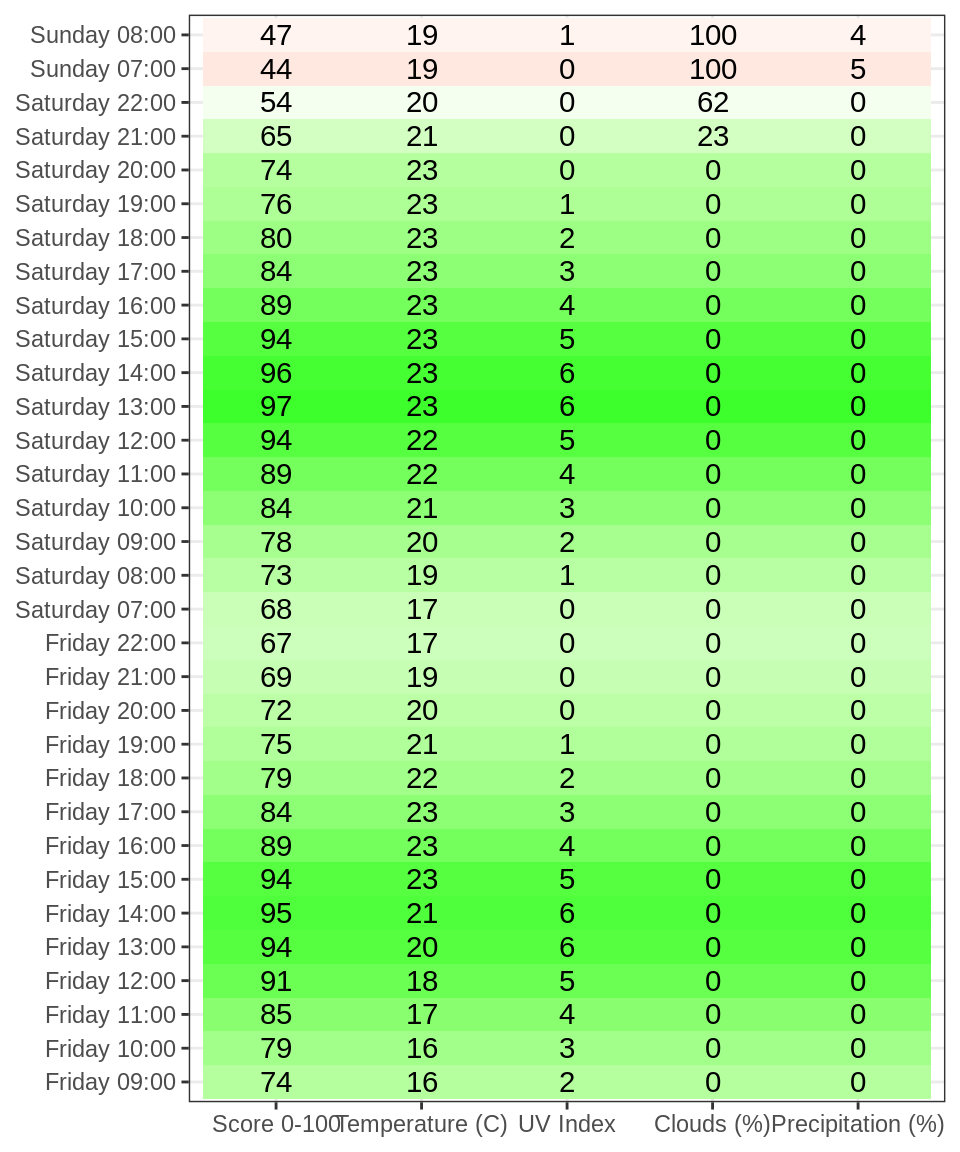 Sunday 08:00 47 19 1 100 4
Sunday 07:00 44 19 0 100 5
Saturday 22:00 54 20 0 62 0
Saturday 21:00 65 21 0 23 0
Saturday 20:00 74 23 0 0 0
Saturday 19:00 76 23 1 0 0
Saturday 18:00 80 23 2 0 0
Saturday 17:00 84 23 3 0 0
Saturday 16:00 89 23 4 0 0
Saturday 15:00 94 23 5 0 0
Saturday 14:00 96 23 6 0 0
Saturday 13:00 97 23 6 0 0
Saturday 12:00 94 22 5 0 0
Saturday 11:00 89 22 4 0 0
Saturday 10:00 84 21 3 0 0
Saturday 09:00 78 20 2 0 0
Saturday 08:00 73 19 1 0 0
Saturday 07:00 68 17 0 0 0
Friday 22:00 67 17 0 0 0
Friday 21:00 69 19 0 0 0
Friday 20:00 72 20 0 0 0
Friday 19:00 75 21 1 0 0
Friday 18:00 79 22 2 0 0
Friday 17:00 84 23 3 0 0
Friday 16:00 89 23 4 0 0
Friday 15:00 94 23 5 0 0
Friday 14:00 95 21 6 0 0
Friday 13:00 94 20 6 0 0
Friday 12:00 91 18 5 0 0
Friday 11:00 85 17 4 0 0
Friday 10:00 79 16 3 0 0
Friday 09:00 74 16 2 0 0
Score 0-100 Temperature (C) UV Index Clouds (%) Precipitation (%)